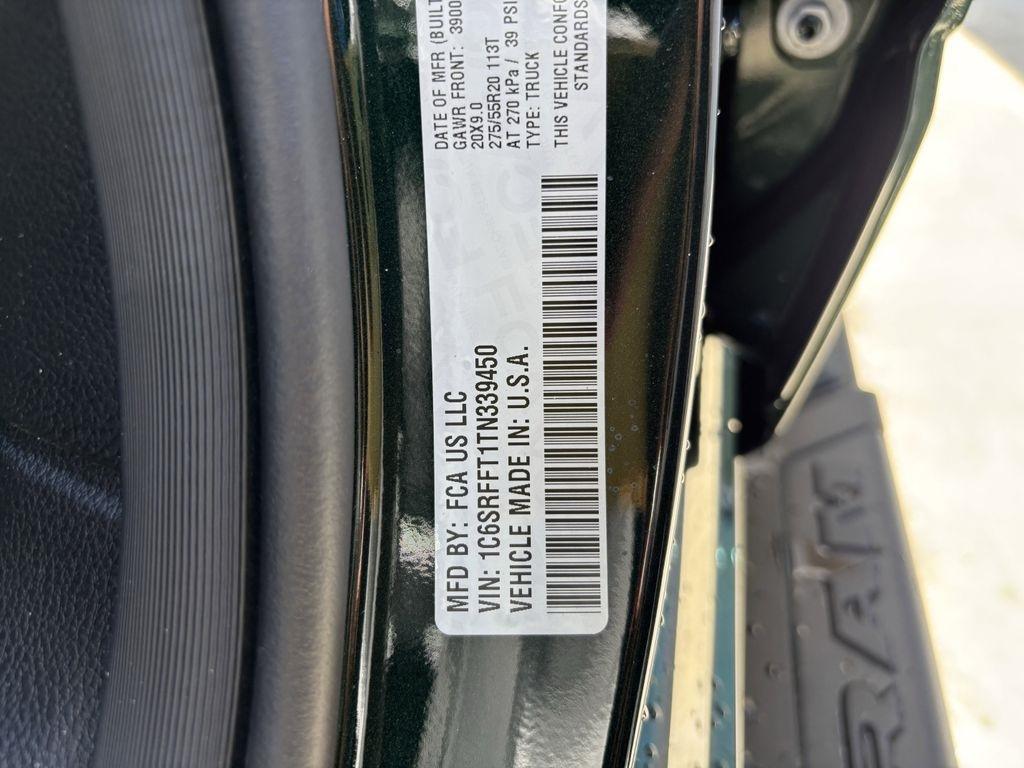 MFD BY: FCA US LLC
VIN: 1C6SRFFT1TN339450
VEHICLE MADE IN: U.S.A.
DATE OF MFR (BUILT
GAWR FRONT: 3900
20X9.0
275/55R20 113T
AT 270 kPa / 39 PSI
TYPE: TRUCK
THIS VEHICLE CONFO
STANDARDS
RAM